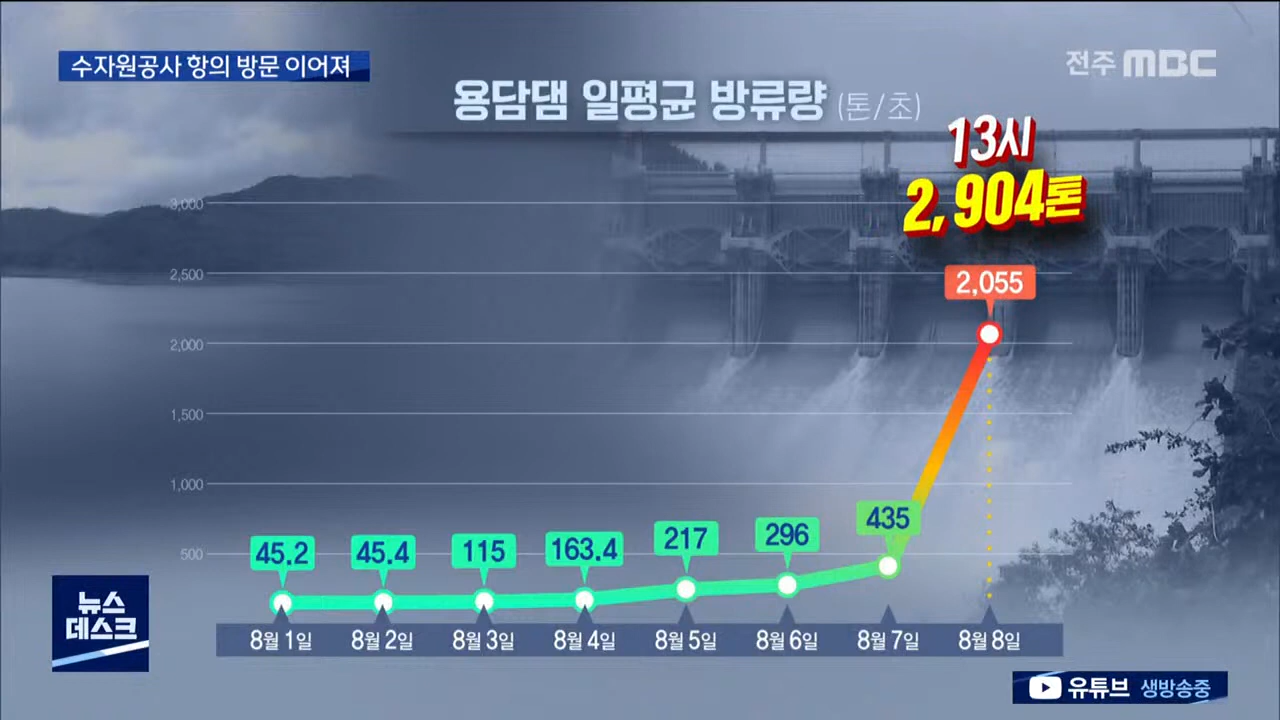 수자원공사 항의 방문 이어져
전주 MBC
용담댐 일평균 방류량 (톤/초)
13시
2,904톤
3,000
2,500
2,055
2,000
1,500
1,000
500
45.2
45.4
115
163.4
217
296
435
8월 1일
8월 2일
8월 3일
8월 4일
8월 5일
8월 6일
8월 7일
8월 8일
뉴스
데스크
유튜브 생방송중